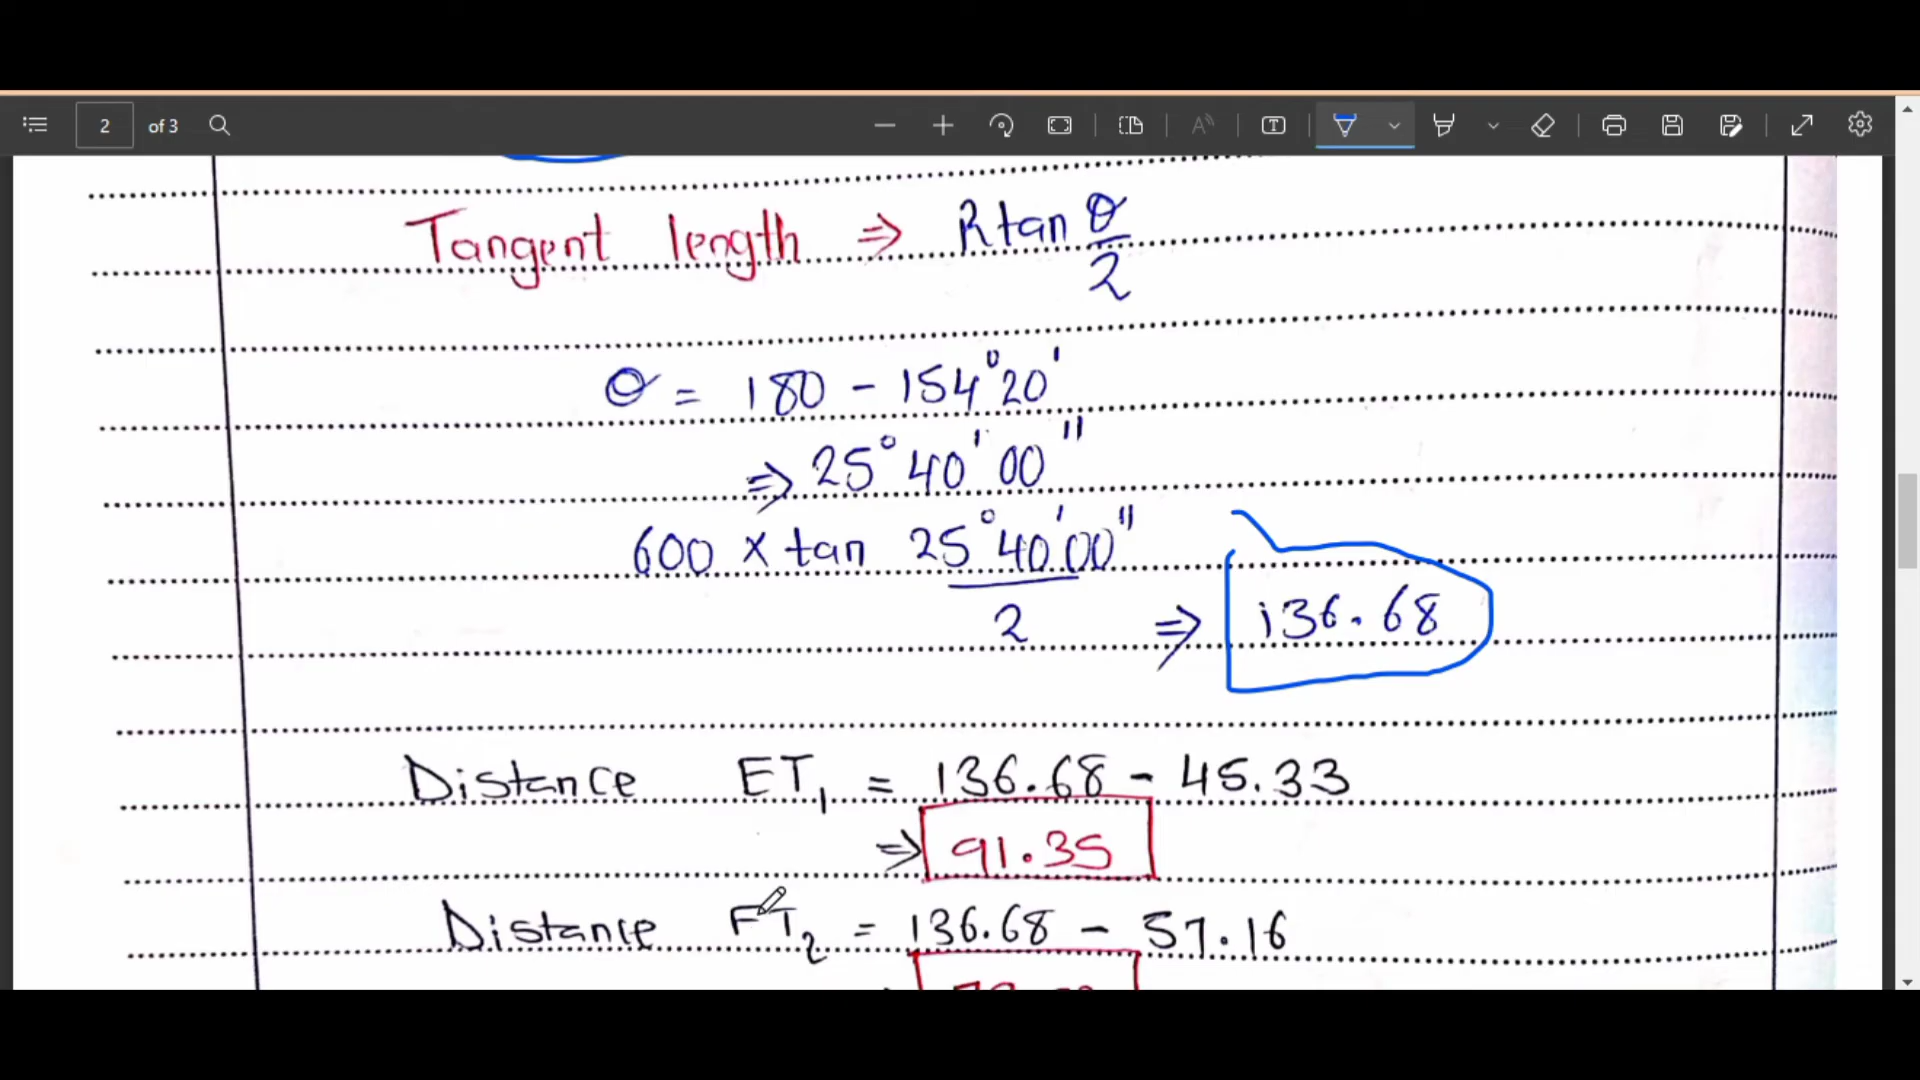 2 of 3
Tangent length ⇒ R tan θ/2
θ = 180 - 154°20'
⇒ 25°40'00"
600 × tan 25°40'00"/2 ⇒ 136.68
Distance ET₁ = 136.68 - 45.33
⇒ 91.35
Distance FT₂ = 136.68 - 57.16